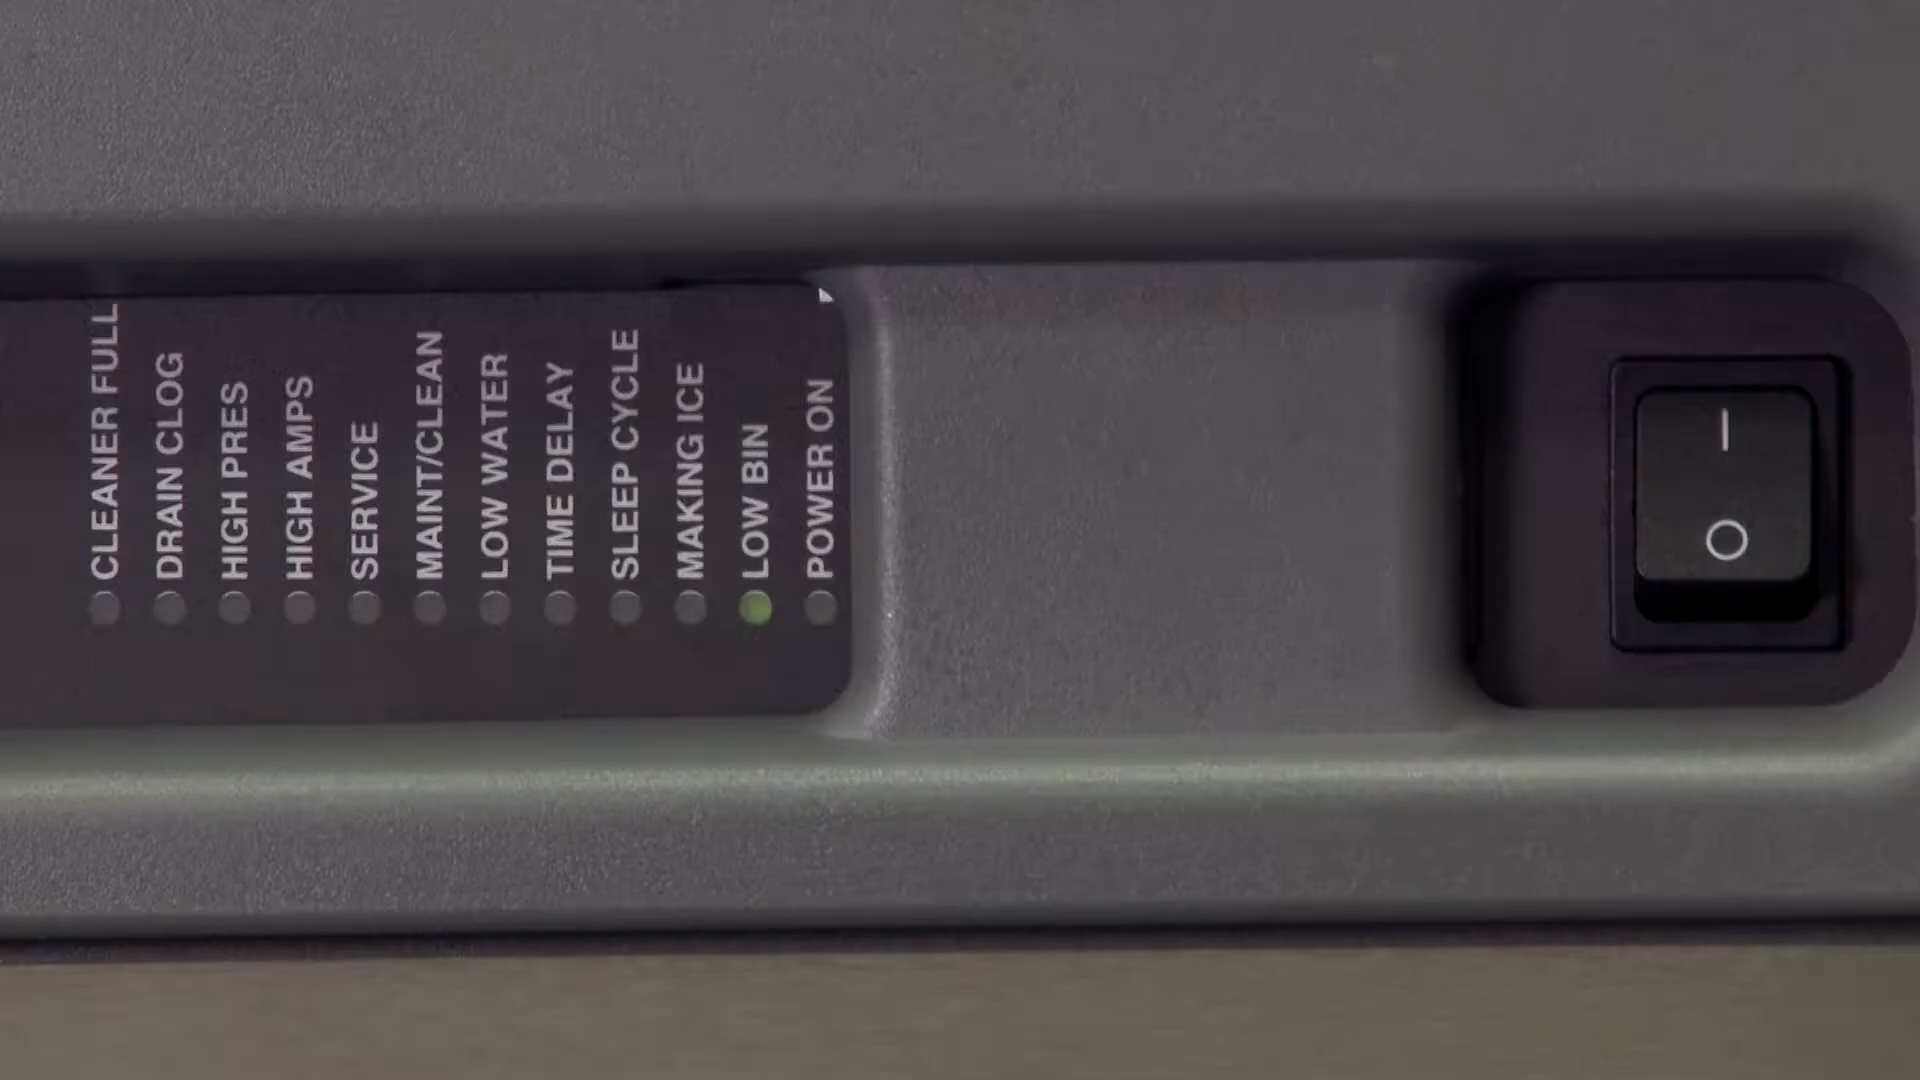 CLEANER FULL
DRAIN CLOG
HIGH PRES
HIGH AMPS
SERVICE
MAINT/CLEAN
LOW WATER
TIME DELAY
SLEEP CYCLE
MAKING ICE
LOW BIN
POWER ON